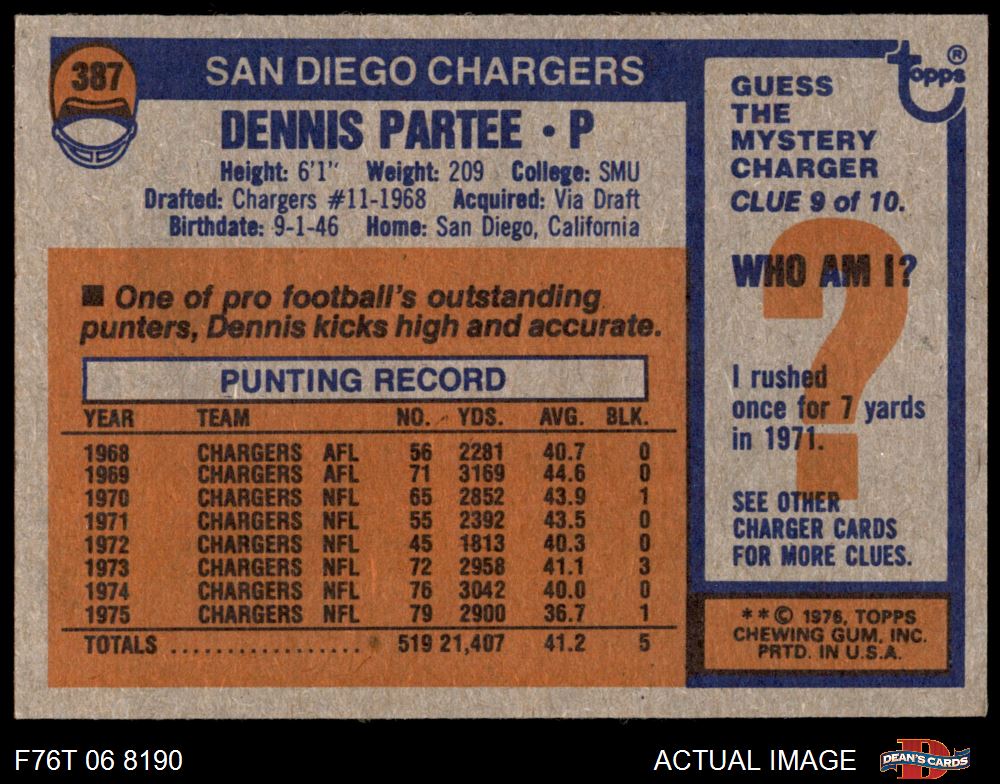 387
SAN DIEGO CHARGERS
DENNIS PARTEE • P
Height: 6'1" Weight: 209 College: SMU
Drafted: Chargers #11-1968 Acquired: Via Draft
Birthdate: 9-1-46 Home: San Diego, California
■ One of pro football's outstanding
punters, Dennis kicks high and accurate.
PUNTING RECORD
YEAR TEAM NO. YDS. AVG. BLK.
1968 CHARGERS AFL 56 2281 40.7 0
1969 CHARGERS AFL 71 3169 44.6 0
1970 CHARGERS NFL 65 2852 43.9 1
1971 CHARGERS NFL 55 2392 43.5 0
1972 CHARGERS NFL 45 1813 40.3 0
1973 CHARGERS NFL 72 2958 41.1 3
1974 CHARGERS NFL 76 3042 40.0 0
1975 CHARGERS NFL 79 2900 36.7 1
TOTALS ................. 519 21,407 41.2 5
topps®
GUESS
THE
MYSTERY
CHARGER
CLUE 9 of 10.
WHO AM I?
?
I rushed
once for 7 yards
in 1971.
SEE OTHER
CHARGER CARDS
FOR MORE CLUES.
* * © 1976, TOPPS
CHEWING GUM, INC.
PRTD. IN U.S.A.
F76T 06 8190
ACTUAL IMAGE
D
DEAN'S CARDS